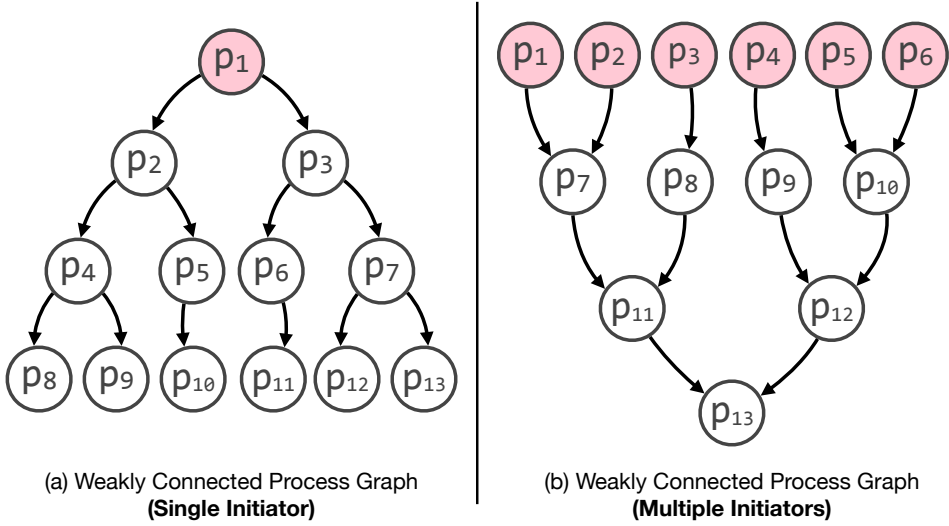 p1
p2 p3
p4 p5 p6 p7
p8 p9 p10 p11 p12 p13
(a) Weakly Connected Process Graph
(Single Initiator)
p1 p2 p3 p4 p5 p6
p7 p8 p9 p10
p11 p12
p13
(b) Weakly Connected Process Graph
(Multiple Initiators)